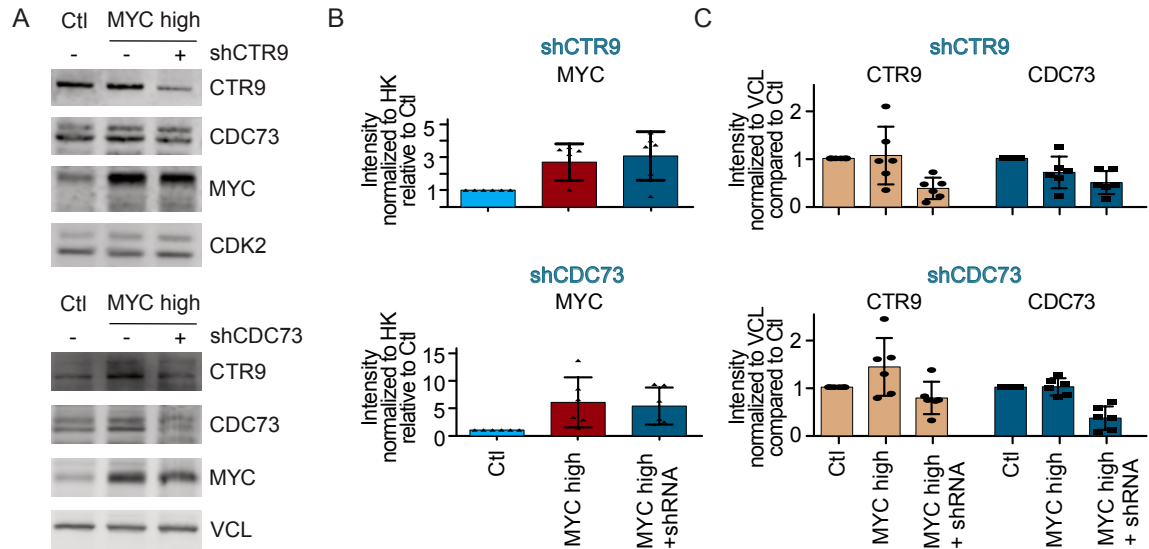 A
Ctl MYC high
- - + shCTR9
CTR9
CDC73
MYC
CDK2
Ctl MYC high
- - + shCDC73
CTR9
CDC73
MYC
VCL
B
shCTR9
MYC
Intensity
normalized to HK
relative to Ctl
5
3
1
shCDC73
MYC
Intensity
normalized to HK
relative to Ctl
15
10
5
0
Ctl
MYC high
MYC high
+shRNA
C
shCTR9
CTR9 CDC73
Intensity
normalized to VCL
compared to Ctl
2
1
0
shCDC73
CTR9 CDC73
Intensity
normalized to VCL
compared to Ctl
2
1
0
Ctl
MYC high
MYC high
+ shRNA
Ctl
MYC high
MYC high
+ shRNA